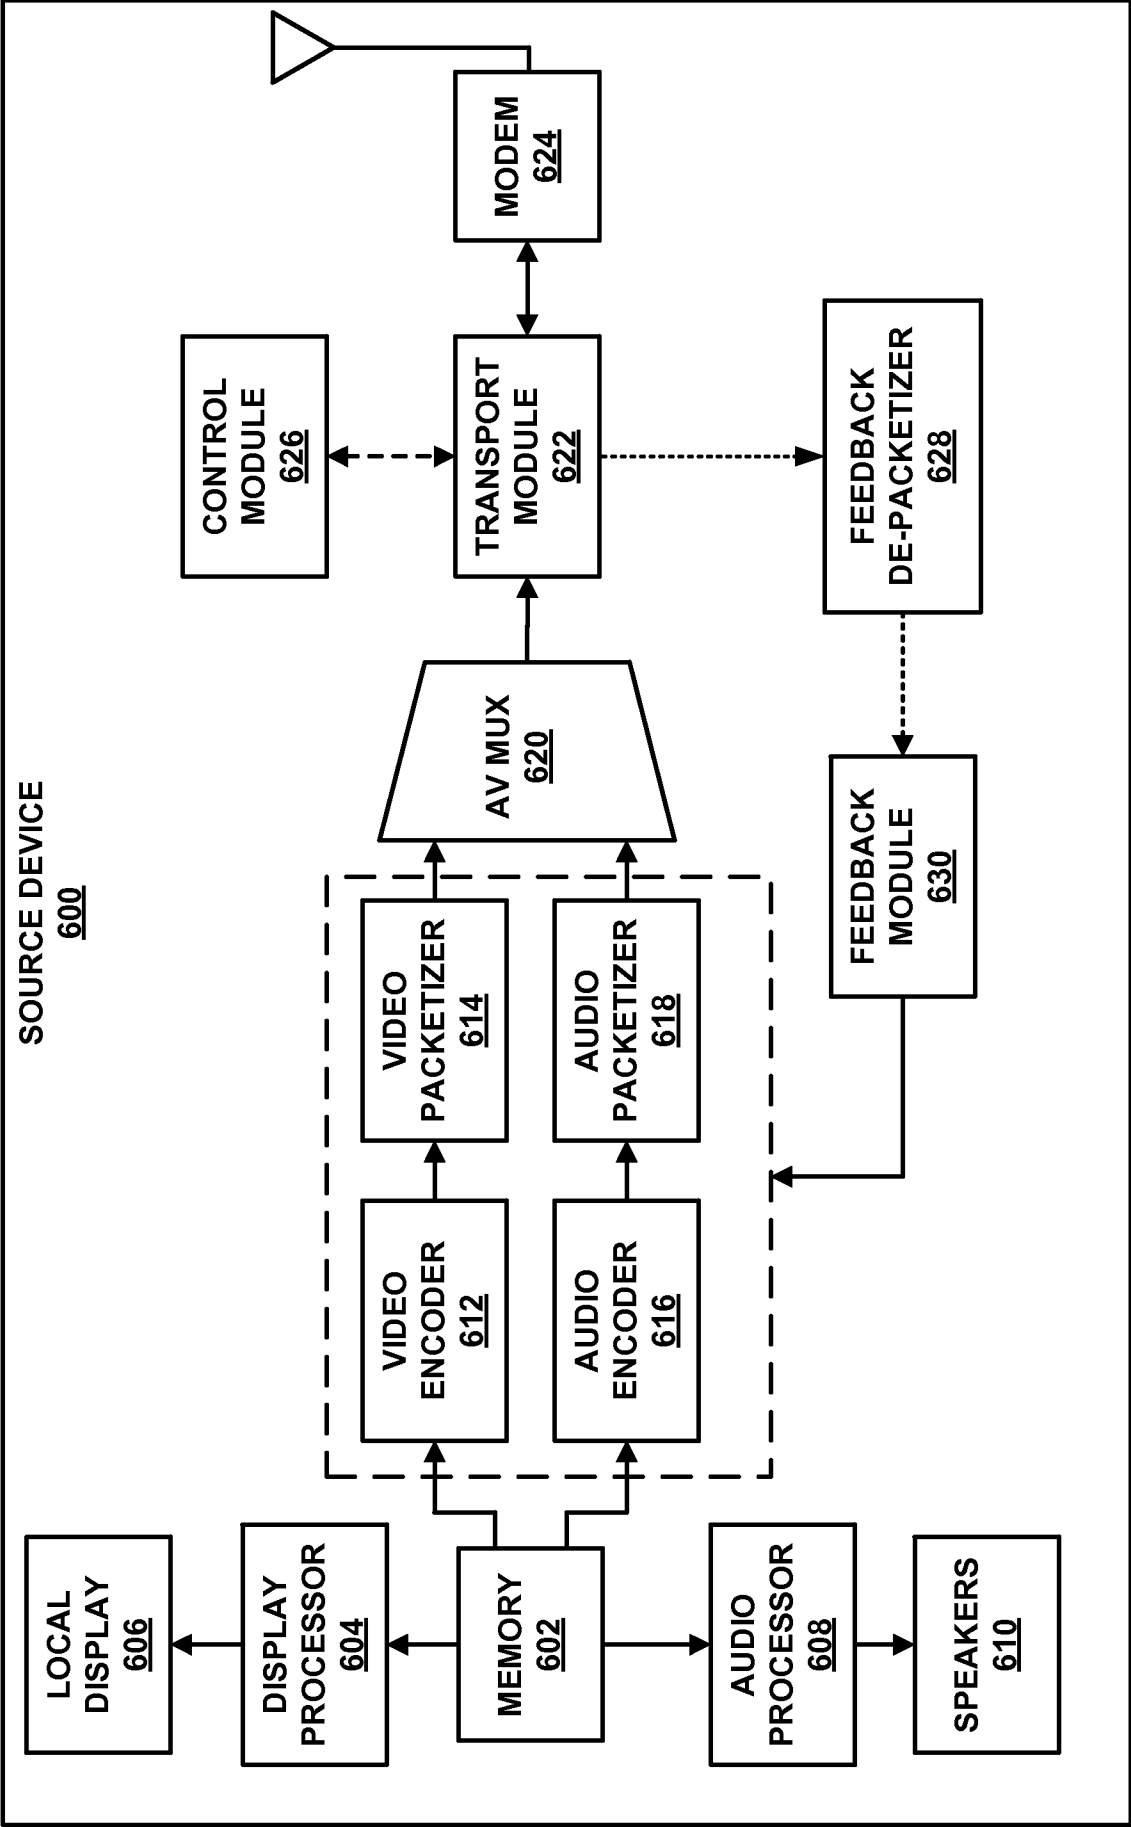 SOURCE DEVICE
600
LOCAL
DISPLAY
606
DISPLAY
PROCESSOR
604
MEMORY
602
AUDIO
PROCESSOR
608
SPEAKERS
610
VIDEO
ENCODER
612
VIDEO
PACKETIZER
614
AUDIO
ENCODER
616
AUDIO
PACKETIZER
618
AV MUX
620
CONTROL
MODULE
626
TRANSPORT
MODULE
622
MODEM
624
FEEDBACK
MODULE
630
FEEDBACK
DE-PACKETIZER
628